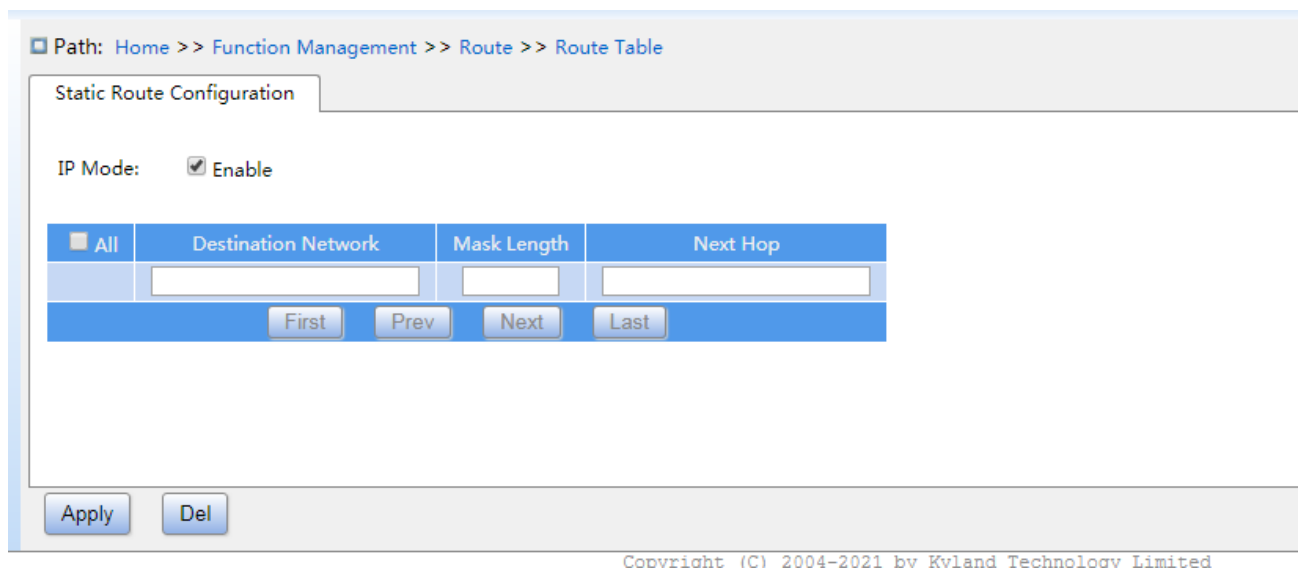 Path: Home >> Function Management >> Route >> Route Table
Static Route Configuration
IP Mode: Enable
All Destination Network Mask Length Next Hop
First Prev Next Last
Apply Del
Copyright (C) 2004-2021 by Kyland Technology Limited